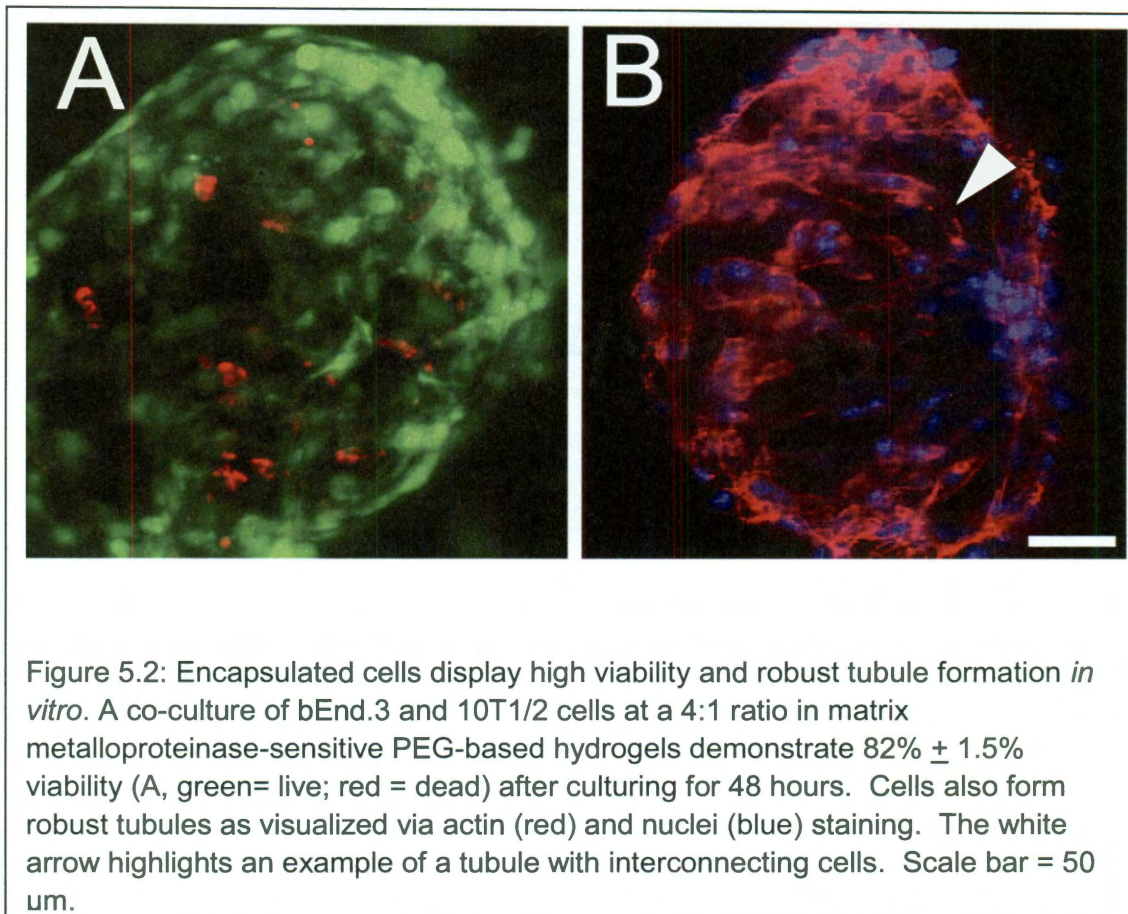 A B
Figure 5.2: Encapsulated cells display high viability and robust tubule formation in
vitro. A co-culture of bEnd.3 and 10T1/2 cells at a 4:1 ratio in matrix
metalloproteinase-sensitive PEG-based hydrogels demonstrate 82% ± 1.5%
viability (A, green= live; red = dead) after culturing for 48 hours. Cells also form
robust tubules as visualized via actin (red) and nuclei (blue) staining. The white
arrow highlights an example of a tubule with interconnecting cells. Scale bar = 50
um.